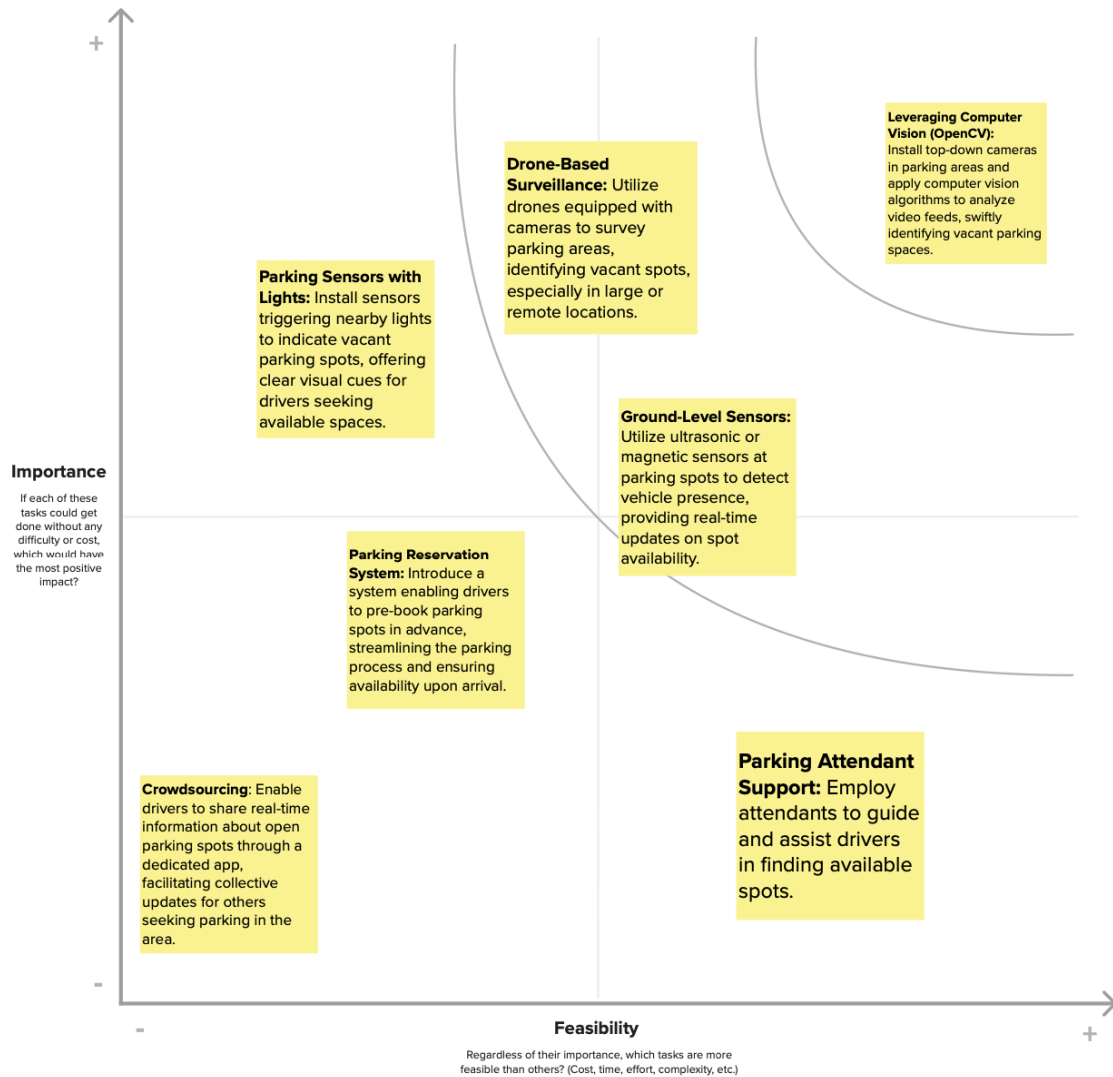 +
Leveraging Computer
Vision (OpenCV):
Install top-down cameras
in parking areas and
apply computer vision
algorithms to analyze
video feeds, swiftly
identifying vacant parking
spaces.
Drone-Based
Surveillance: Utilize
drones equipped with
cameras to survey
parking areas,
identifying vacant spots,
especially in large or
remote locations.
Parking Sensors with
Lights: Install sensors
triggering nearby lights
to indicate vacant
parking spots, offering
clear visual cues for
drivers seeking
available spaces.
Ground-Level Sensors:
Utilize ultrasonic or
magnetic sensors at
parking spots to detect
vehicle presence,
providing real-time
updates on spot
availability.
Importance
If each of these
tasks could get
done without any
difficulty or cost,
which would have
the most positive
impact?
Parking Reservation
System: Introduce a
system enabling drivers
to pre-book parking
spots in advance,
streamlining the parking
process and ensuring
availability upon arrival.
Parking Attendant
Support: Employ
attendants to guide
and assist drivers
in finding available
spots.
Crowdsourcing: Enable
drivers to share real-time
information about open
parking spots through a
dedicated app,
facilitating collective
updates for others
seeking parking in the
area.
-
-
Feasibility
+
Regardless of their importance, which tasks are more
feasible than others? (Cost, time, effort, complexity, etc.)